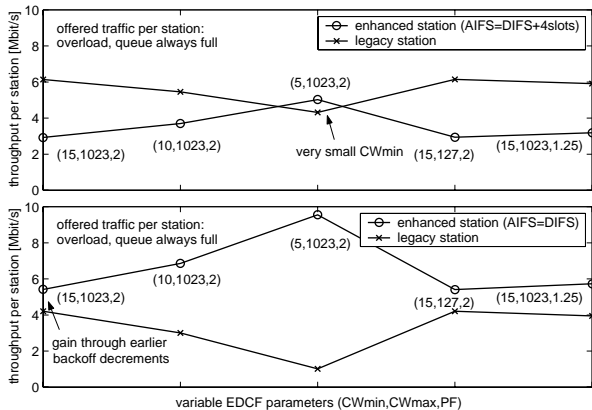 10
8
6
4
2
0
throughput per station [Mbit/s]
offered traffic per station:
overload, queue always full
enhanced station (AIFS=DIFS+4slots)
legacy station
(5,1023,2)
very small CWmin
(15,1023,2)
(10,1023,2)
(15,127,2)
(15,1023,1.25)
10
8
6
4
2
0
throughput per station [Mbit/s]
offered traffic per station:
overload, queue always full
enhanced station (AIFS=DIFS)
legacy station
(5,1023,2)
(10,1023,2)
(15,1023,2)
(15,127,2)
(15,1023,1.25)
gain through earlier
backoff decrements
variable EDCF parameters (CWmin,CWmax,PF)